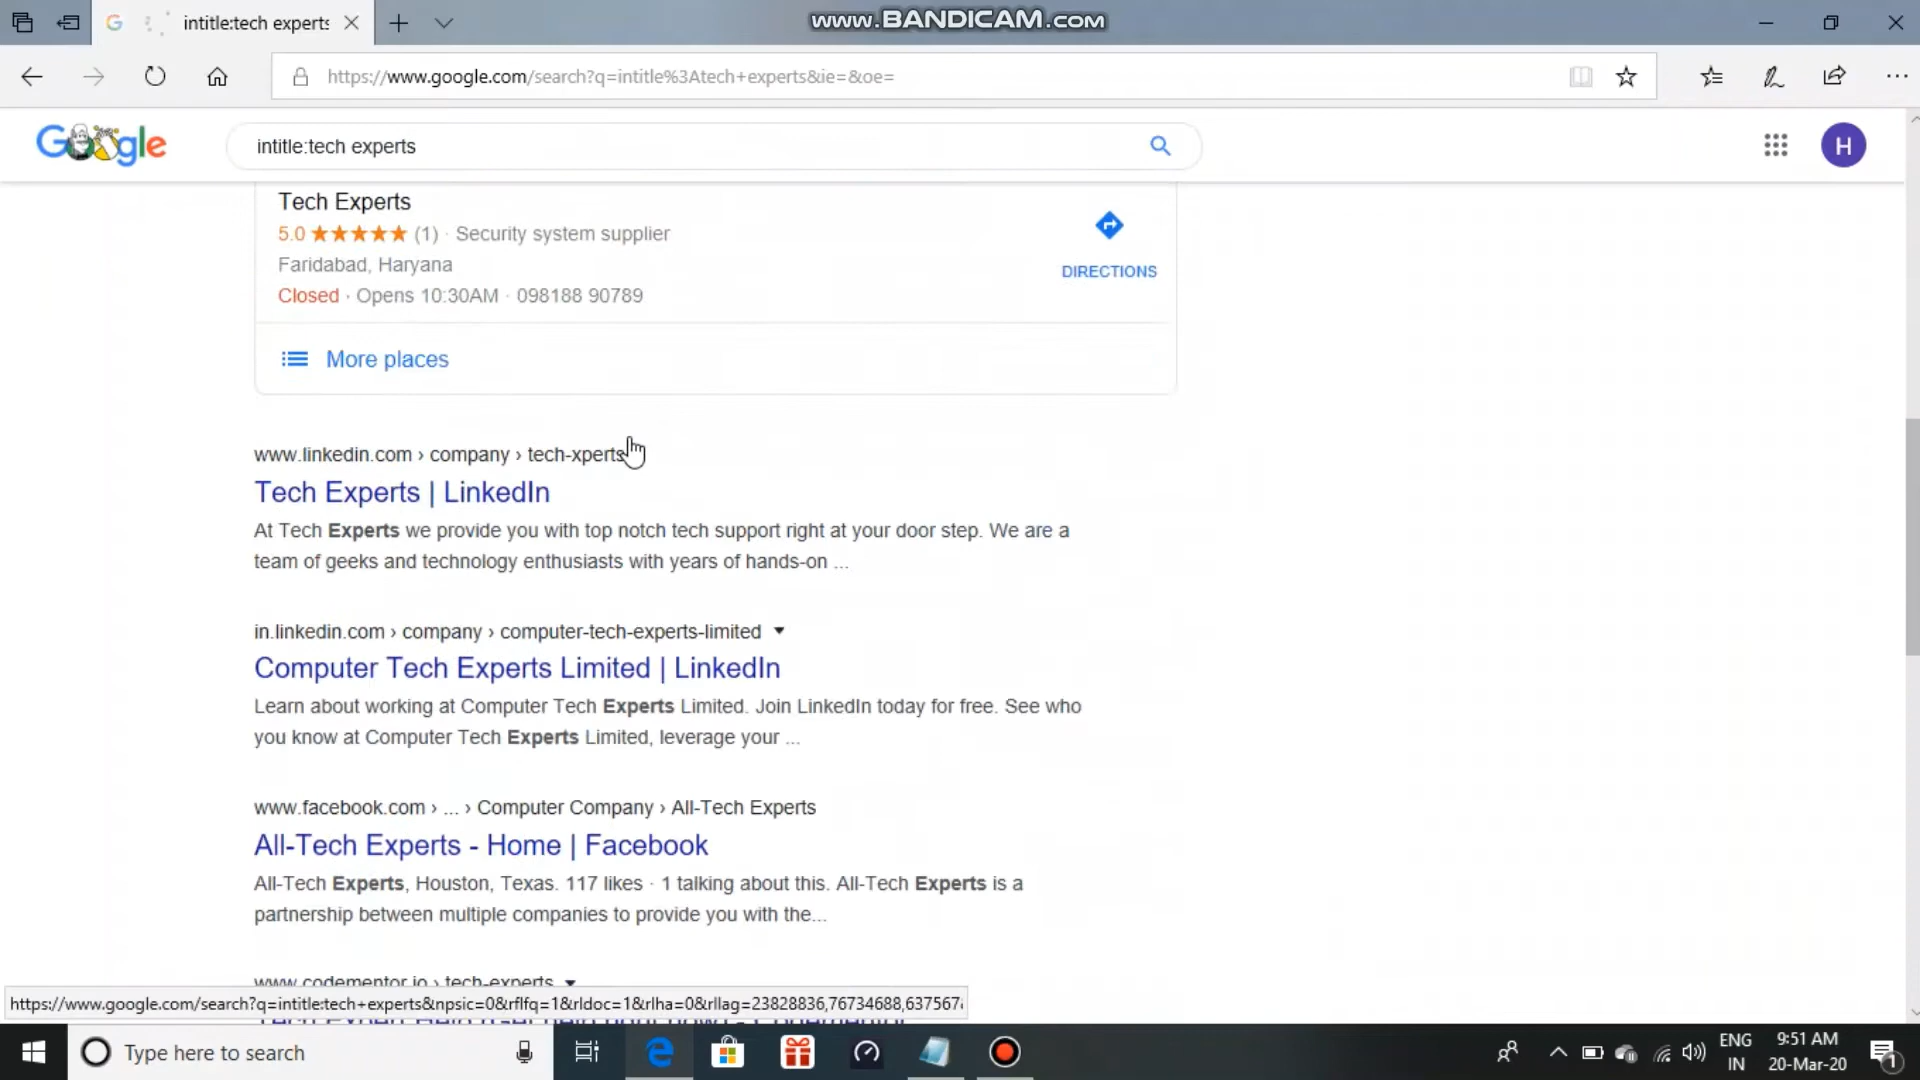 intitle:tech experts
www.BANDICAM.com
https://www.google.com/search?q=intitle%3Atech+experts&ie=&oe=
Google
intitle:tech experts
H
Tech Experts
5.0 (1) · Security system supplier
Faridabad, Haryana
Closed · Opens 10:30AM · 098188 90789
DIRECTIONS
More places
www.linkedin.com › company › tech-xperts
Tech Experts | LinkedIn
At Tech Experts we provide you with top notch tech support right at your door step. We are a
team of geeks and technology enthusiasts with years of hands-on ...
in.linkedin.com › company › computer-tech-experts-limited
Computer Tech Experts Limited | LinkedIn
Learn about working at Computer Tech Experts Limited. Join LinkedIn today for free. See who
you know at Computer Tech Experts Limited, leverage your ...
www.facebook.com › ... › Computer Company › All-Tech Experts
All-Tech Experts - Home | Facebook
All-Tech Experts, Houston, Texas. 117 likes · 1 talking about this. All-Tech Experts is a
partnership between multiple companies to provide you with the...
www.codementor.io › tech-experts
https://www.google.com/search?q=intitle:tech+experts&npsic=0&rflfq=1&rldoc=1&rlha=0&rllag=23828836,76734688,637567
Type here to search
ENG
IN
9:51 AM
20-Mar-20
1